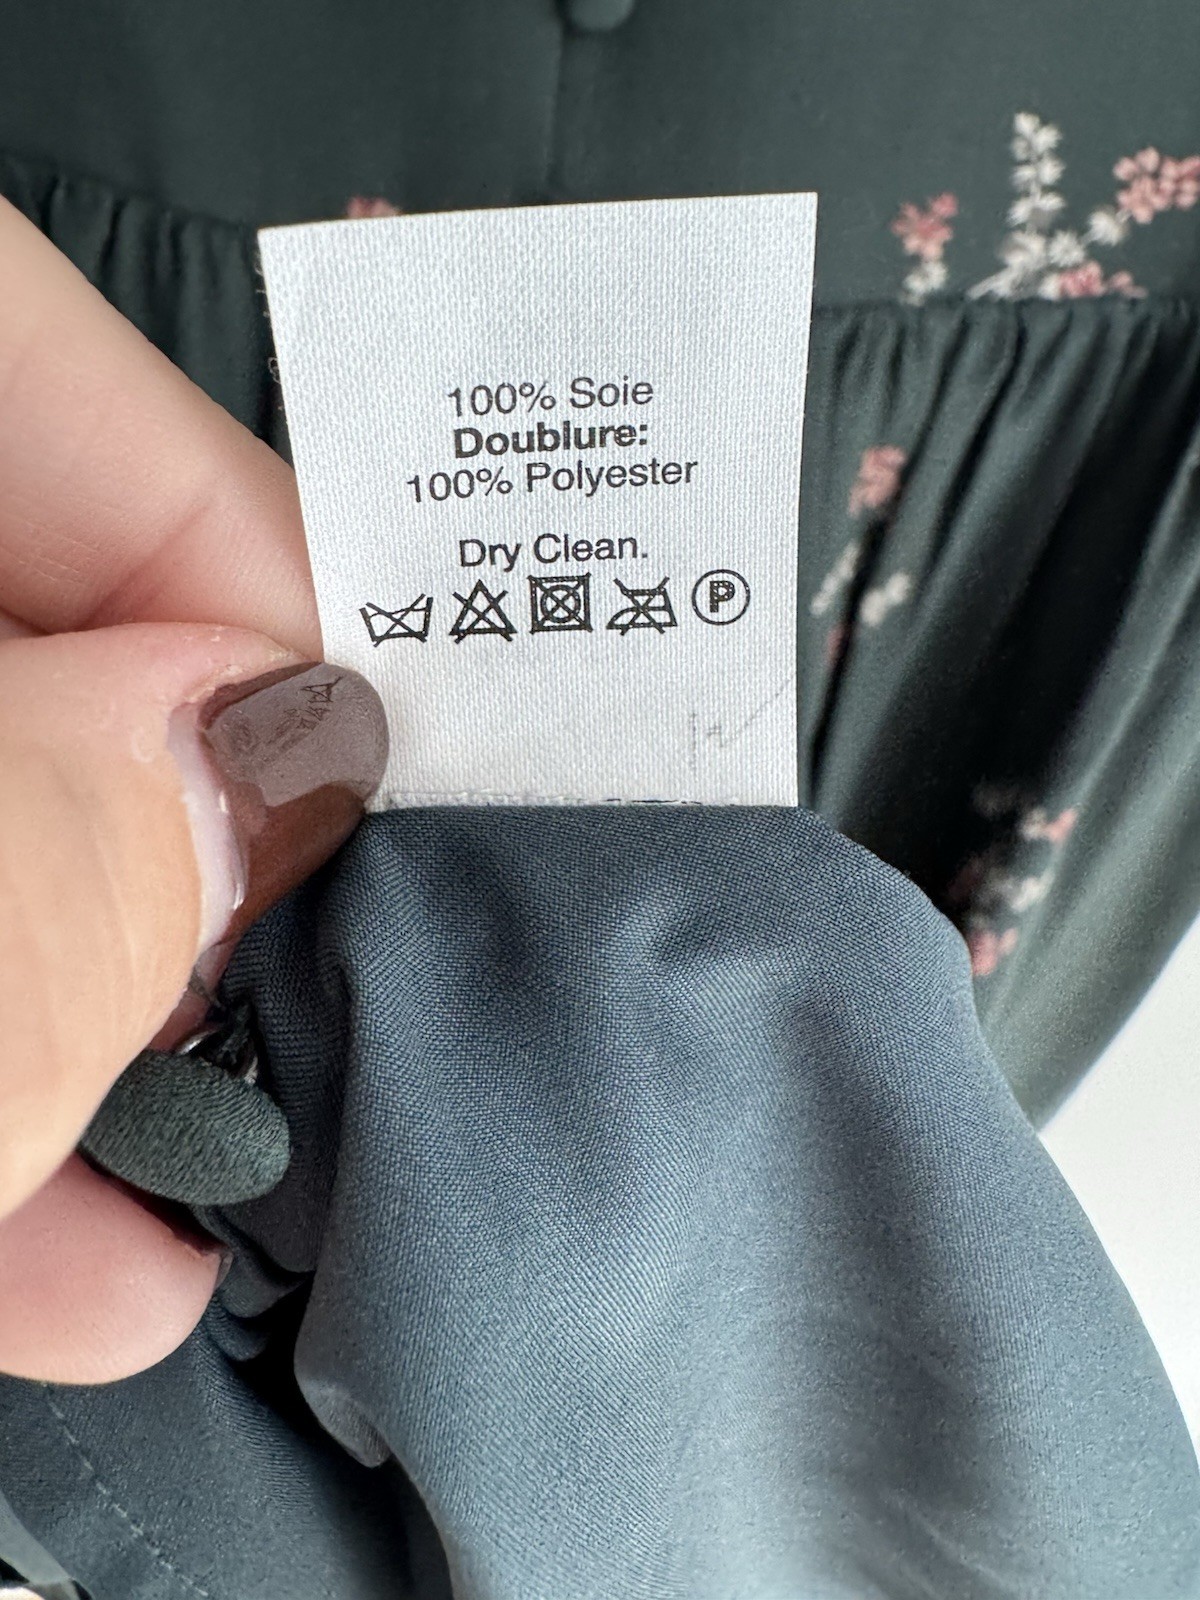 100% Soie
Doublure:
100% Polyester
Dry Clean.
P